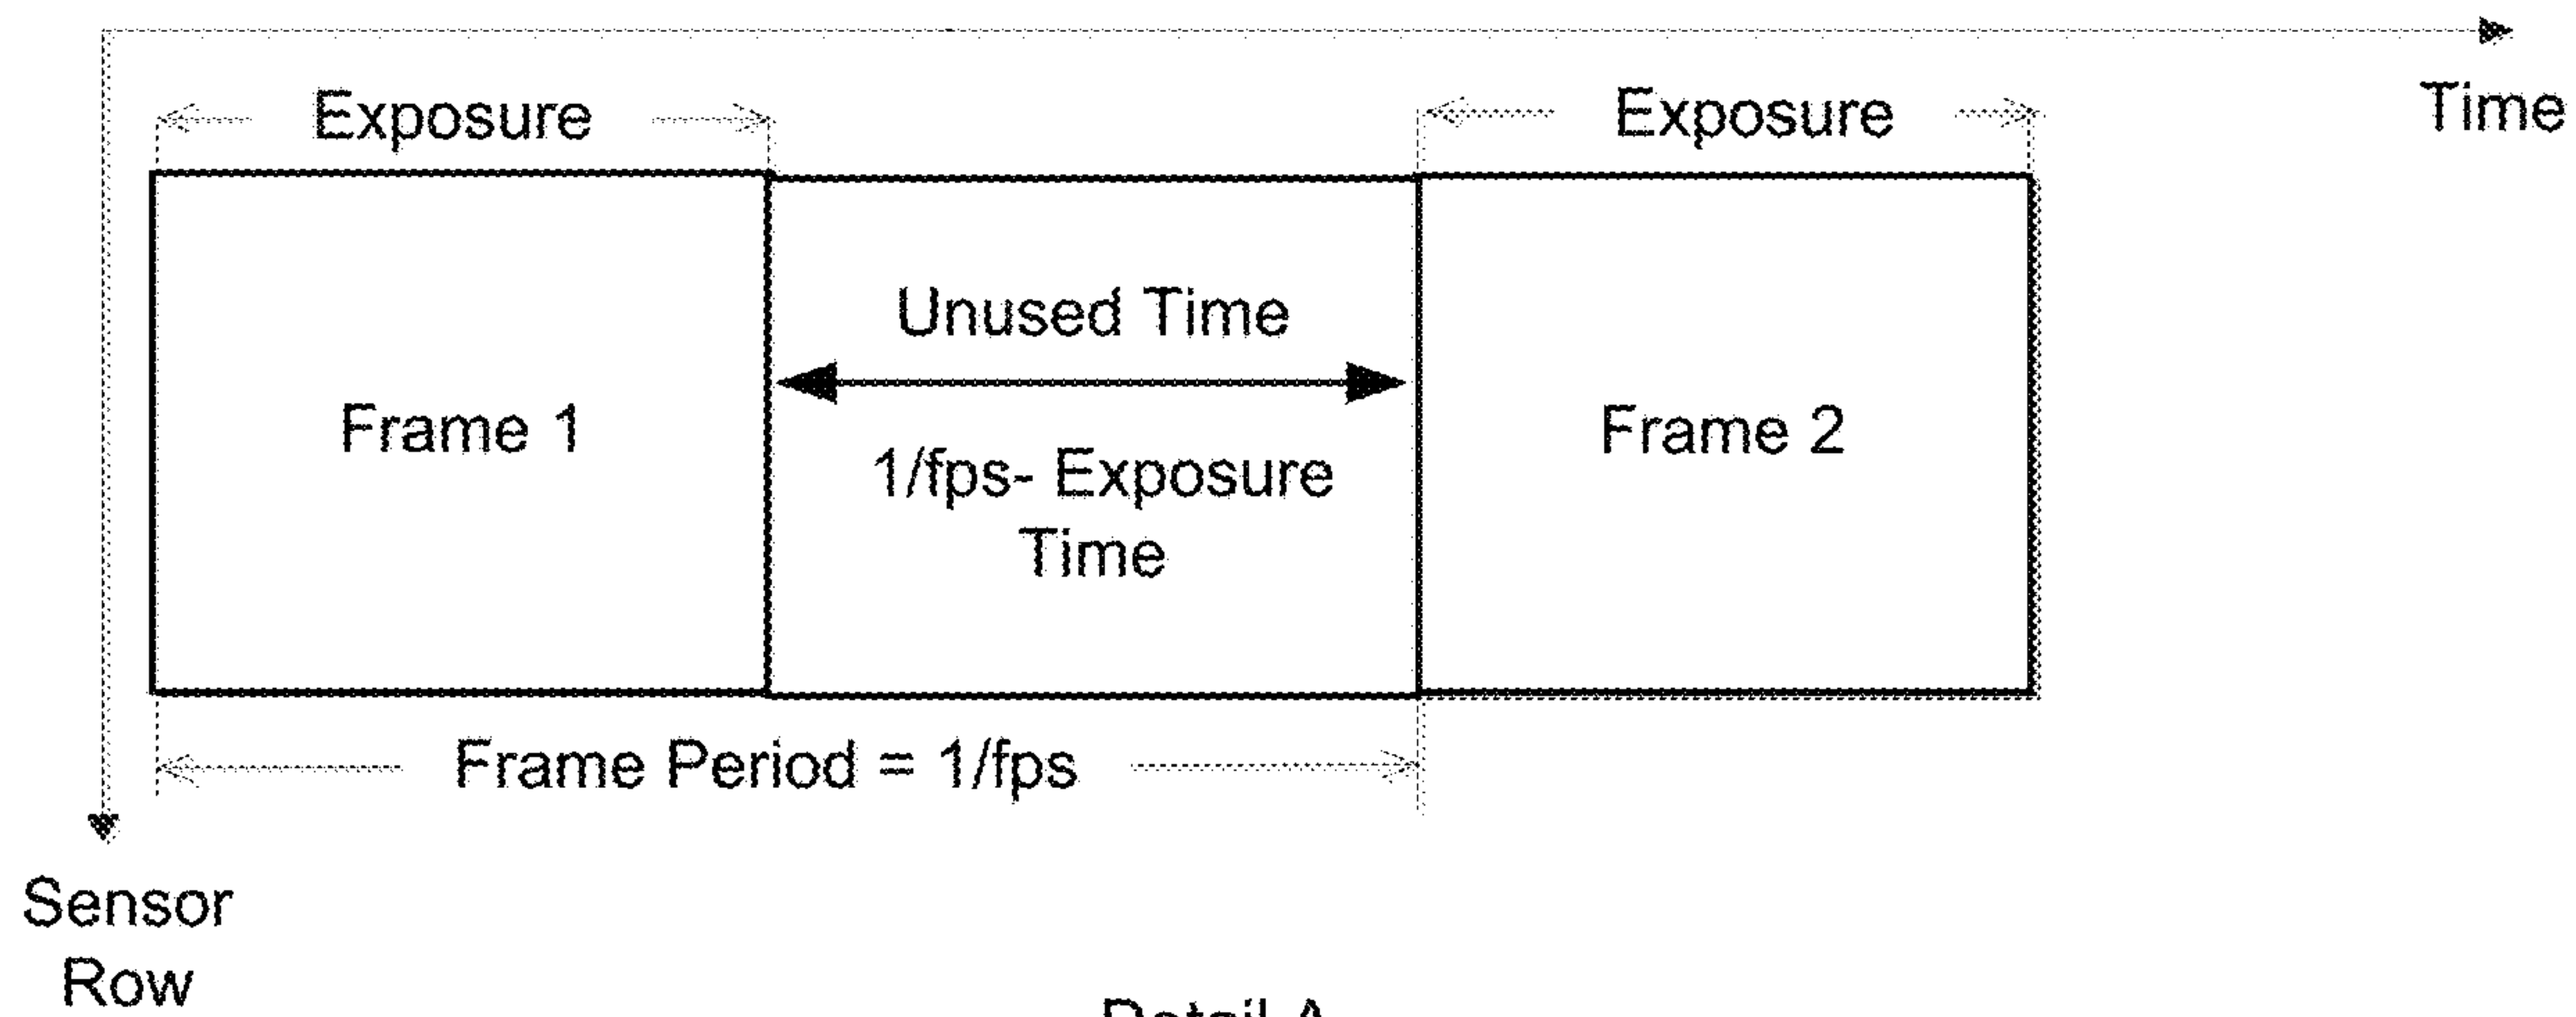 Time
Exposure
Exposure
Frame 1
Unused Time
1/fps- Exposure
Time
Frame 2
Frame Period = 1/fps
Sensor
Row